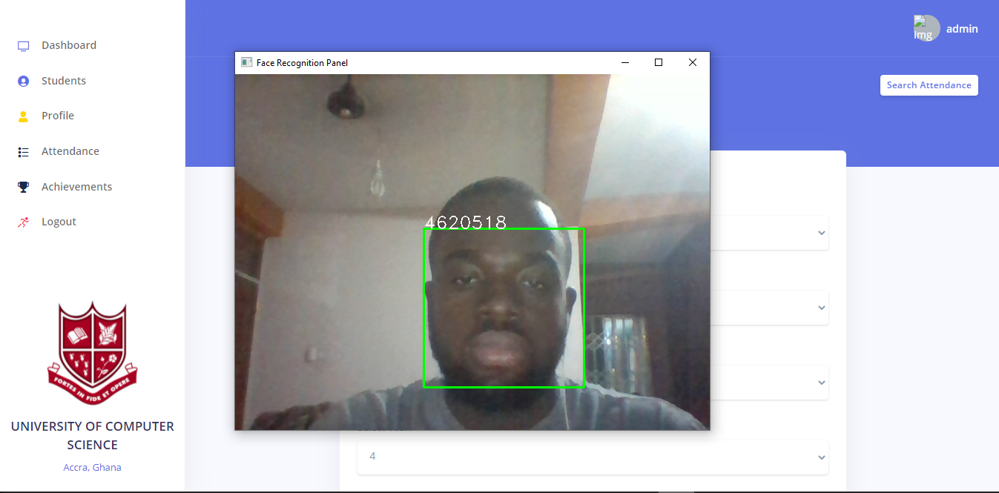 Dashboard
Students
Profile
Attendance
Achievements
Logout
FORTES IN FIDE ET OPERE
UNIVERSITY OF COMPUTER
SCIENCE
Accra, Ghana
Img
admin
Search Attendance
Face Recognition Panel
4620518
4